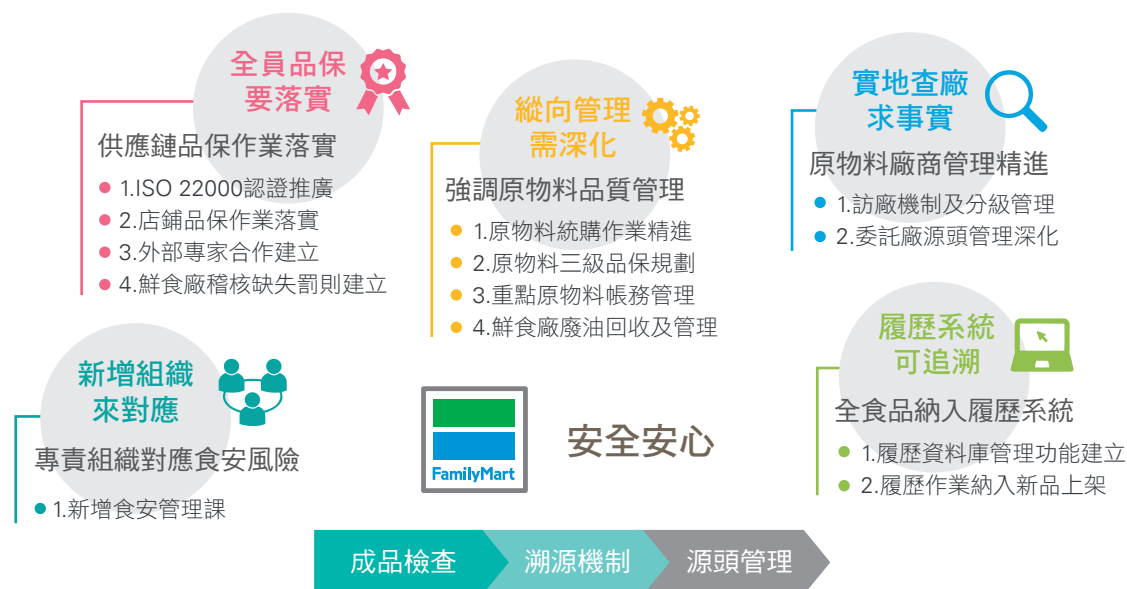 全員品保
要落實
供應鏈品保作業落實
1.ISO 22000認證推廣
2.店鋪品保作業落實
3.外部專家合作建立
4.鮮食廠稽核缺失罰則建立
縱向管理
需深化
強調原物料品質管理
1.原物料統購作業精進
2.原物料三級品保規劃
3.重點原物料帳務管理
4.鮮食廠廢油回收及管理
實地查廠
求事實
原物料廠商管理精進
1.訪廠機制及分級管理
2.委託廠源頭管理深化
新增組織
來對應
專責組織對應食安風險
1.新增食安管理課
FamilyMart
安全安心
履歷系統
可追溯
全食品納入履歷系統
1.履歷資料庫管理功能建立
2.履歷作業納入新品上架
成品檢查
溯源機制
源頭管理